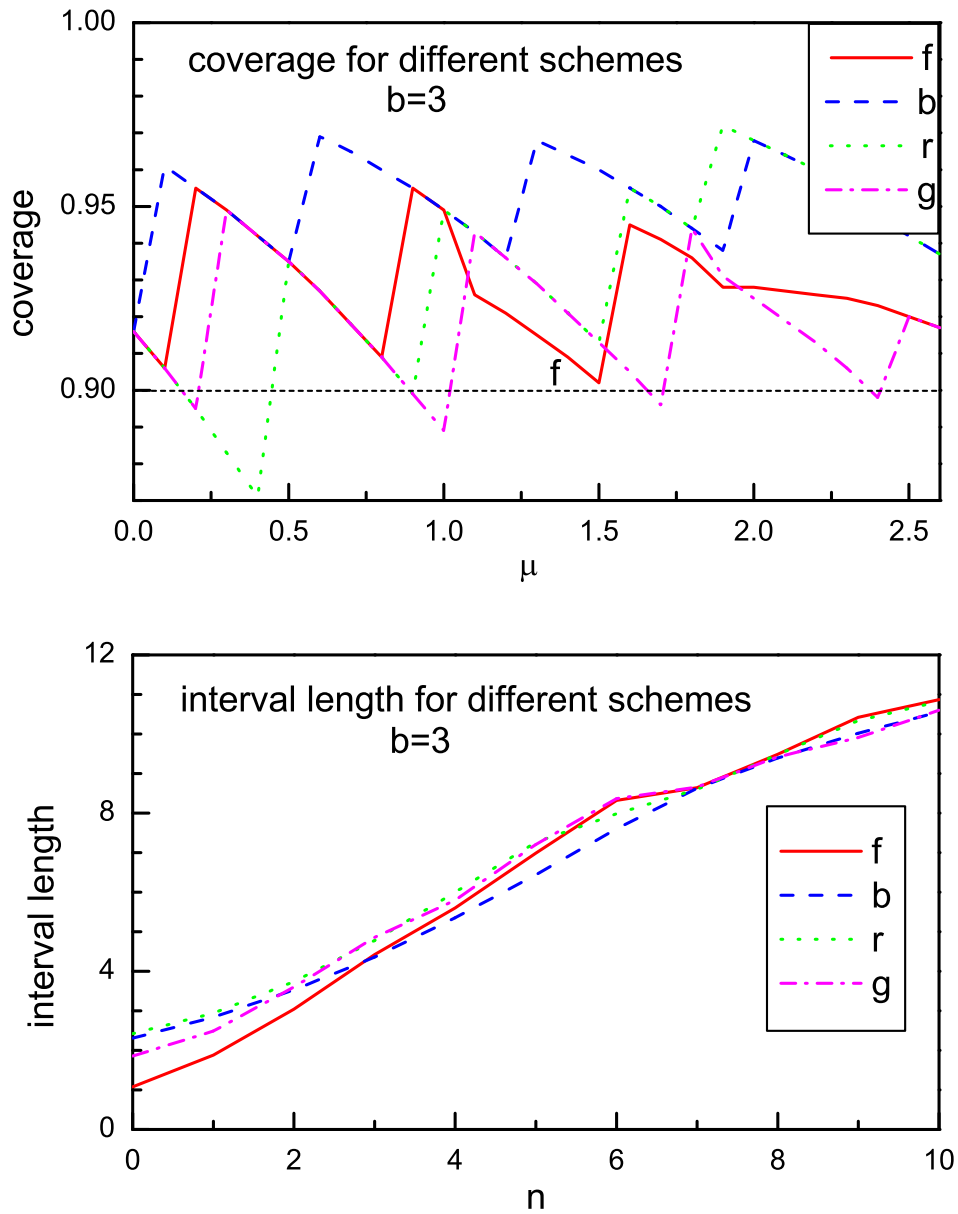 coverage for different schemes
b=3
f
b
r
g
1.00
0.95
0.90
coverage
f
0.0
0.5
1.0
1.5
2.0
2.5
μ
interval length for different schemes
b=3
12
8
4
0
interval length
f
b
r
g
0
2
4
6
8
10
n